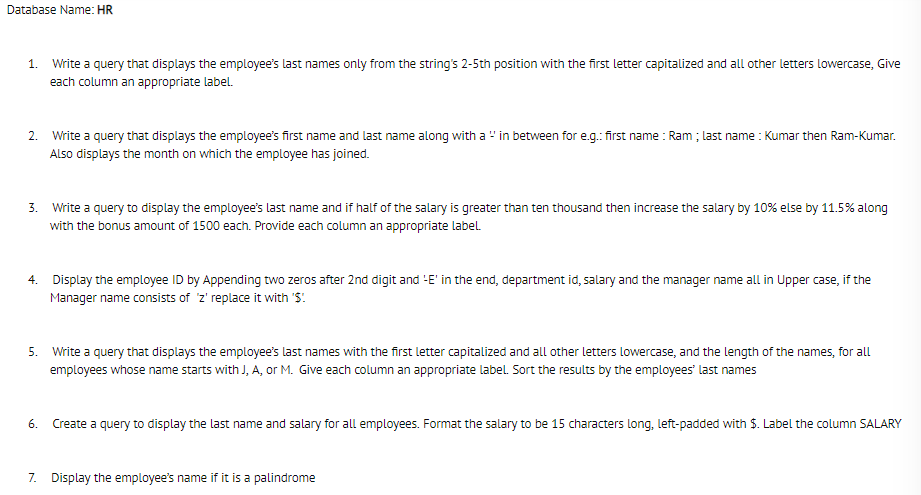 Database Name: HR
1. Write a query that displays the employee's last names only from the string's 2-5th position with the first letter capitalized and all other letters lowercase, Give
each column an appropriate label.
2. Write a query that displays the employee's first name and last name along with a '-' in between for e.g.: first name : Ram ; last name : Kumar then Ram-Kumar.
Also displays the month on which the employee has joined.
3. Write a query to display the employee's last name and if half of the salary is greater than ten thousand then increase the salary by 10% else by 11.5% along
with the bonus amount of 1500 each. Provide each column an appropriate label.
4. Display the employee ID by Appending two zeros after 2nd digit and '-E' in the end, department id, salary and the manager name all in Upper case, if the
Manager name consists of 'z' replace it with '$'.
5. Write a query that displays the employee's last names with the first letter capitalized and all other letters lowercase, and the length of the names, for all
employees whose name starts with J, A, or M. Give each column an appropriate label. Sort the results by the employees' last names
6. Create a query to display the last name and salary for all employees. Format the salary to be 15 characters long, left-padded with $. Label the column SALARY
7. Display the employee's name if it is a palindrome